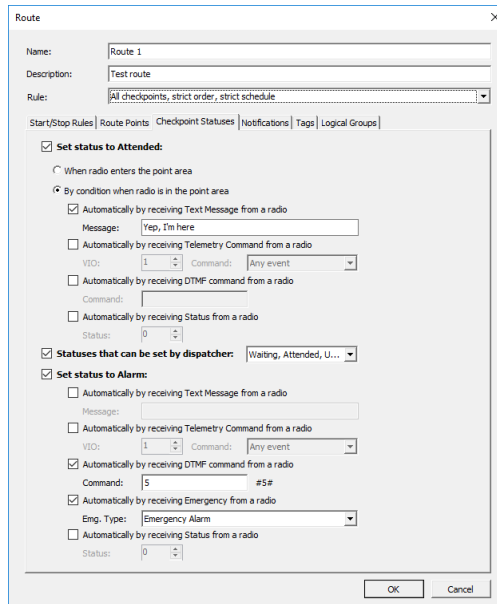 Route
Name: Route 1
Description: Test route
Rule: All checkpoints, strict order, strict schedule
Start/Stop Rules Route Points Checkpoint Statuses Notifications Tags Logical Groups
Set status to Attended:
When radio enters the point area
By condition when radio is in the point area
Automatically by receiving Text Message from a radio
Message: Yep, I'm here
Automatically by receiving Telemetry Command from a radio
VIO: 1 Command: Any event
Automatically by receiving DTMF command from a radio
Command:
Automatically by receiving Status from a radio
Status: 0
Statuses that can be set by dispatcher: Waiting, Attended, U...
Set status to Alarm:
Automatically by receiving Text Message from a radio
Message:
Automatically by receiving Telemetry Command from a radio
VIO: 1 Command: Any event
Automatically by receiving DTMF command from a radio
Command: 5 #5#
Automatically by receiving Emergency from a radio
Emg. Type: Emergency Alarm
Automatically by receiving Status from a radio
Status: 0
OK Cancel